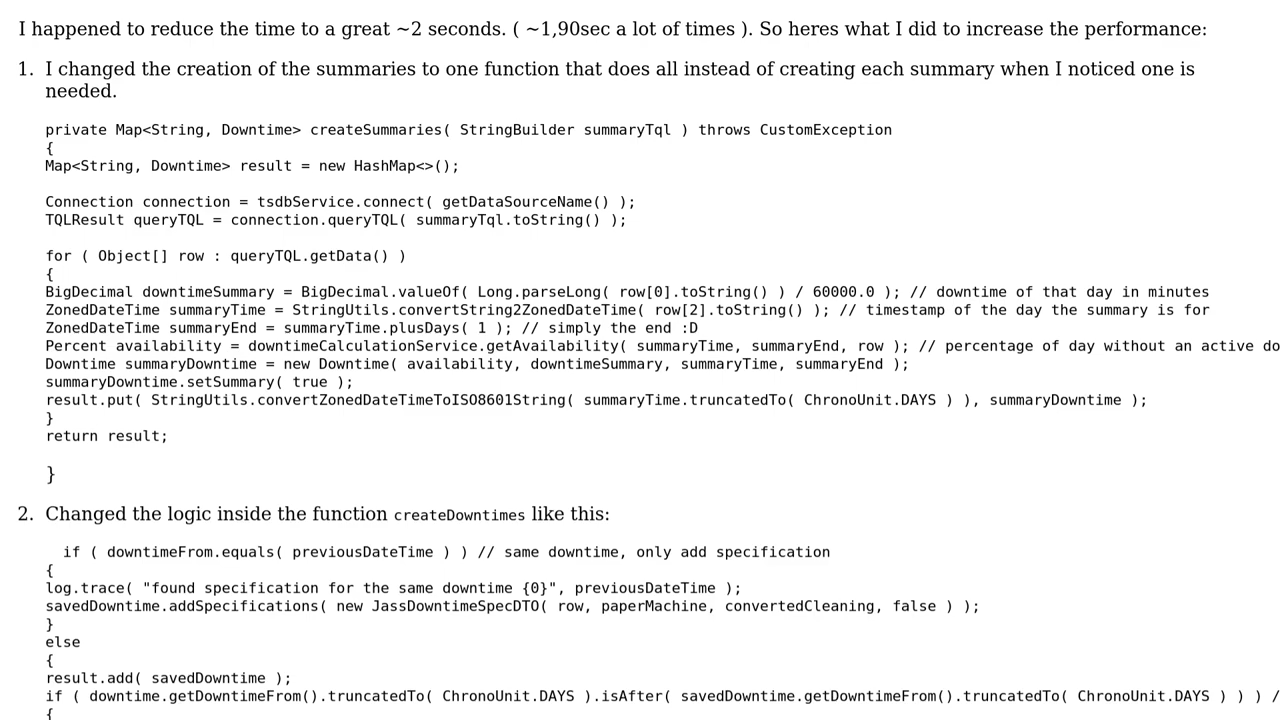 I happened to reduce the time to a great ~2 seconds. ( ~1,90sec a lot of times ). So heres what I did to increase the performance:
1. I changed the creation of the summaries to one function that does all instead of creating each summary when I noticed one is
needed.
private Map<String, Downtime> createSummaries( StringBuilder summaryTql ) throws CustomException
{
Map<String, Downtime> result = new HashMap<>();
Connection connection = tsdbService.connect( getDataSourceName() );
TQLResult queryTQL = connection.queryTQL( summaryTql.toString() );
for ( Object[] row : queryTQL.getData() )
{
BigDecimal downtimeSummary = BigDecimal.valueOf( Long.parseLong( row[0].toString() ) / 60000.0 ); // downtime of that day in minutes
ZonedDateTime summaryTime = StringUtils.convertString2ZonedDateTime( row[2].toString() ); // timestamp of the day the summary is for
ZonedDateTime summaryEnd = summaryTime.plusDays( 1 ); // simply the end :D
Percent availability = downtimeCalculationService.getAvailability( summaryTime, summaryEnd, row ); // percentage of day without an active do
Downtime summaryDowntime = new Downtime( availability, downtimeSummary, summaryTime, summaryEnd );
summaryDowntime.setSummary( true );
result.put( StringUtils.convertZonedDateTimeToISO8601String( summaryTime.truncatedTo( ChronoUnit.DAYS ) ), summaryDowntime );
}
return result;
}
2. Changed the logic inside the function createDowntimes like this:
if ( downtimeFrom.equals( previousDateTime ) ) // same downtime, only add specification
{
log.trace( "found specification for the same downtime {0}", previousDateTime );
savedDowntime.addSpecifications( new JassDowntimeSpecDTO( row, paperMachine, convertedCleaning, false ) );
}
else
{
result.add( savedDowntime );
if ( downtime.getDowntimeFrom().truncatedTo( ChronoUnit.DAYS ).isAfter( savedDowntime.getDowntimeFrom().truncatedTo( ChronoUnit.DAYS ) ) ) /
{